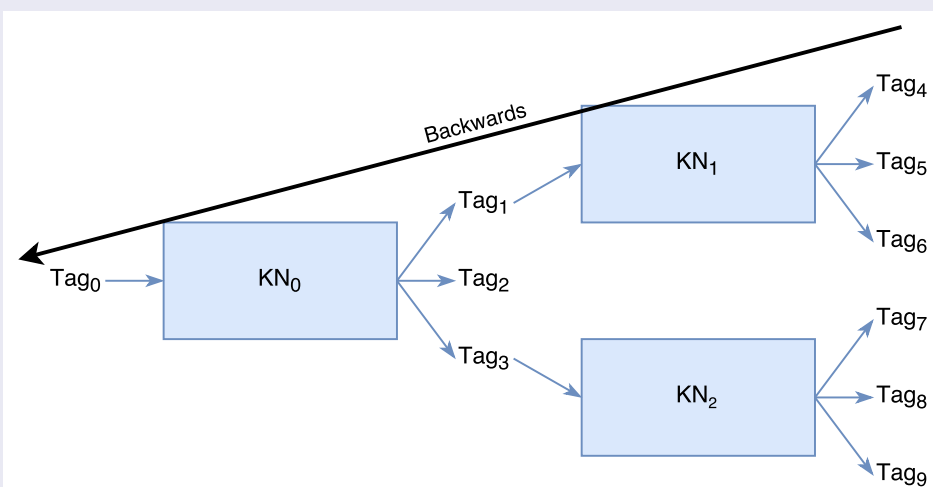 Backwards
Tag₀
KN₀
Tag₁
Tag₂
Tag₃
KN₁
Tag₄
Tag₅
Tag₆
KN₂
Tag₇
Tag₈
Tag₉